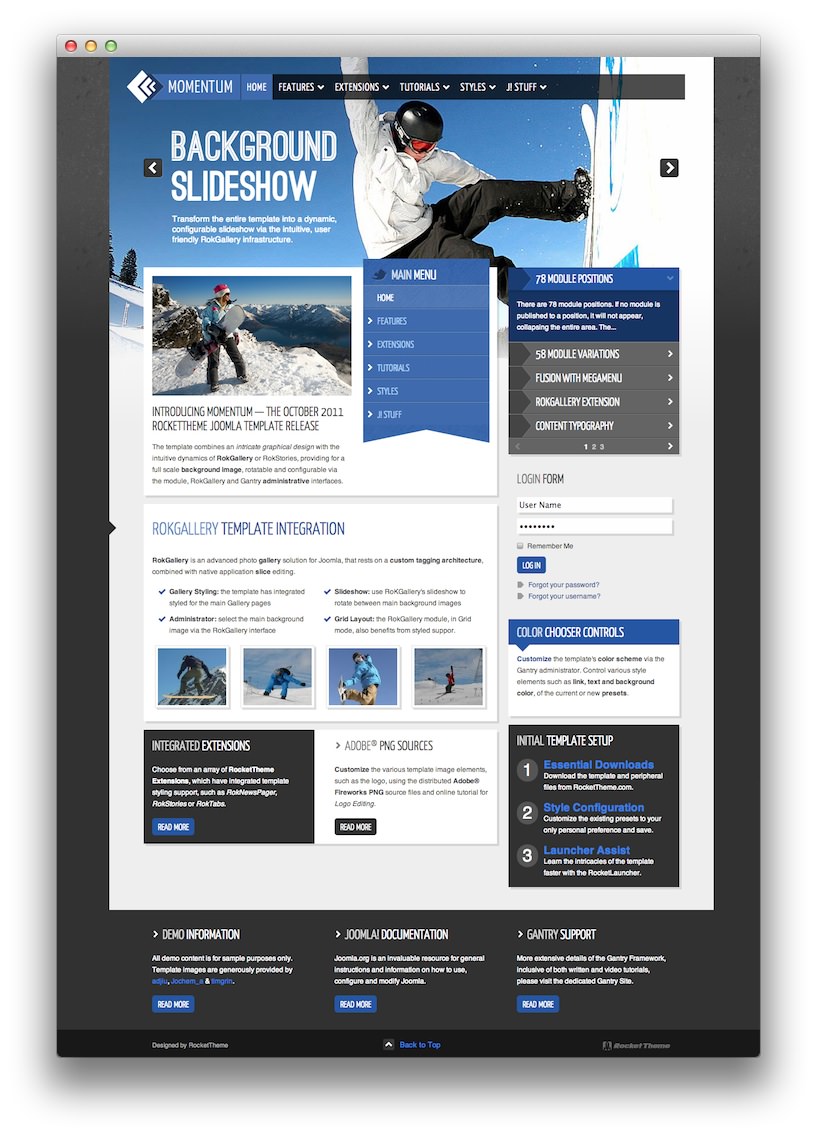 MOMENTUM
HOME
FEATURES
EXTENSIONS
TUTORIALS
STYLES
J! STUFF
BACKGROUND
SLIDESHOW
Transform the entire template into a dynamic,
configurable slideshow via the intuitive, user
friendly RokGallery infrastructure.
INTRODUCING MOMENTUM — THE OCTOBER 2011
ROCKETTHEME JOOMLA TEMPLATE RELEASE
The template combines an intricate graphical design with the
intuitive dynamics of RokGallery or RokStories, providing for a
full scale background image, rotatable and configurable via
the module, RokGallery and Gantry administrative interfaces.
MAIN MENU
HOME
FEATURES
EXTENSIONS
TUTORIALS
STYLES
J! STUFF
78 MODULE POSITIONS
There are 78 module positions. If no module is
published to a position, it will not appear,
collapsing the entire area. The...
58 MODULE VARIATIONS
FUSION WITH MEGAMENU
ROKGALLERY EXTENSION
CONTENT TYPOGRAPHY
1 2 3
LOGIN FORM
User Name
Remember Me
LOG IN
Forgot your password?
Forgot your username?
ROKGALLERY TEMPLATE INTEGRATION
RokGallery is an advanced photo gallery solution for Joomla, that rests on a custom tagging architecture,
combined with native application slice editing.
Gallery Styling: the template has integrated
styled for the main Gallery pages
Slideshow: use RoKGallery's slideshow to
rotate between main background images
Administrator: select the main background
image via the RokGallery interface
Grid Layout: the RokGallery module, in Grid
mode, also benefits from styled suppor.
COLOR CHOOSER CONTROLS
Customize the template's color scheme via the
Gantry administrator. Control various style
elements such as link, text and background
color, of the current or new presets.
INTEGRATED EXTENSIONS
Choose from an array of RocketTheme
Extensions, which have integrated template
styling support, such as RokNewsPager,
RokStories or RokTabs.
READ MORE
ADOBE® PNG SOURCES
Customize the various template image elements,
such as the logo, using the distributed Adobe®
Fireworks PNG source files and online tutorial for
Logo Editing.
READ MORE
INITIAL TEMPLATE SETUP
1 Essential Downloads
Download the template and peripheral
files from RocketTheme.com.
2 Style Configuration
Customize the existing presets to your
only personal preference and save.
3 Launcher Assist
Learn the intricacies of the template
faster with the RocketLauncher.
DEMO INFORMATION
All demo content is for sample purposes only.
Template images are generously provided by
adjiu, Jochem_e & timgrin.
READ MORE
JOOMLA! DOCUMENTATION
Joomla.org is an invaluable resource for general
instructions and information on how to use,
configure and modify Joomla.
READ MORE
GANTRY SUPPORT
More extensive details of the Gantry Framework,
inclusive of both written and video tutorials,
please visit the dedicated Gantry Site.
READ MORE
Designed by RocketTheme
Back to Top
RocketTheme